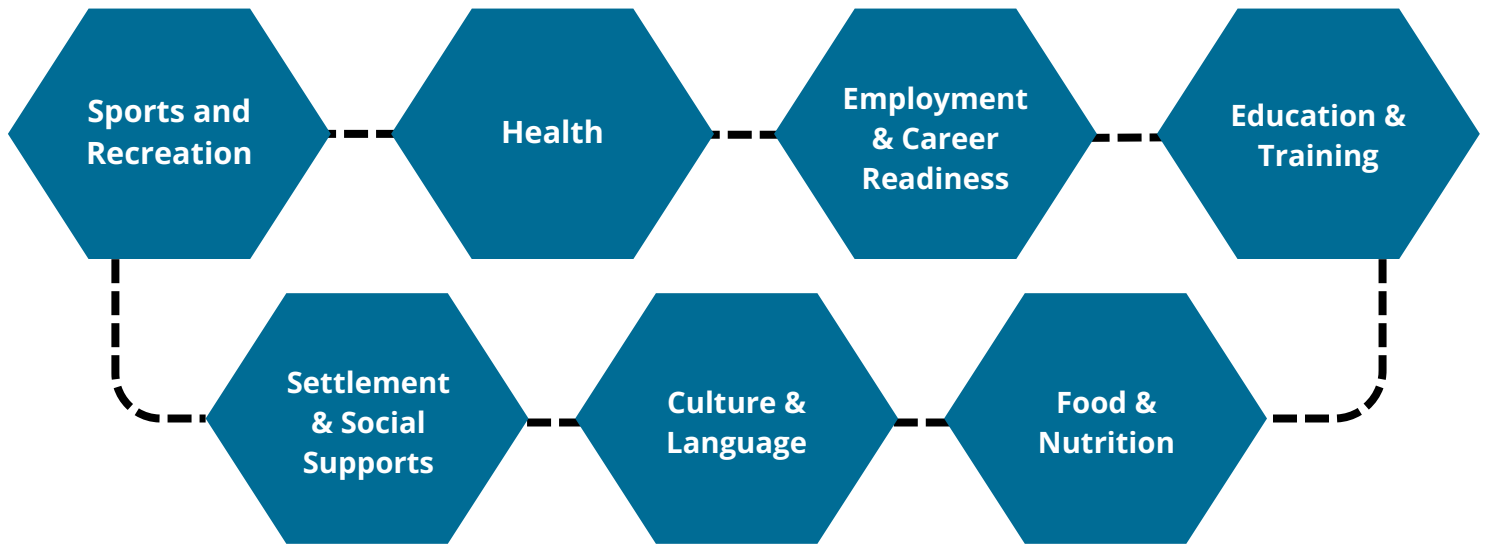 Sports and
Recreation
Health
Employment
& Career
Readiness
Education &
Training
Settlement
& Social
Supports
Culture &
Language
Food &
Nutrition